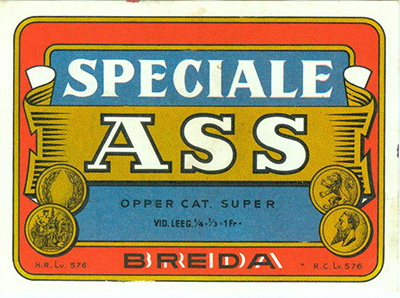 SPECIALE
ASS
OPPER CAT. SUPER
VID. LEEG. ¼ - ⅓ - 1 Fr -
BREDA
H.R. Lv. 576
R.C. Lv. 576